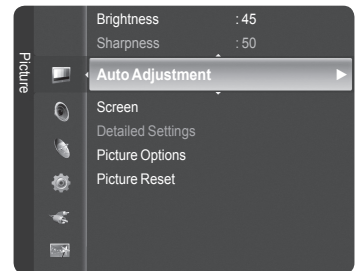 Picture
Brightness : 45
Sharpness : 50
Auto Adjustment
Screen
Detailed Settings
Picture Options
Picture Reset